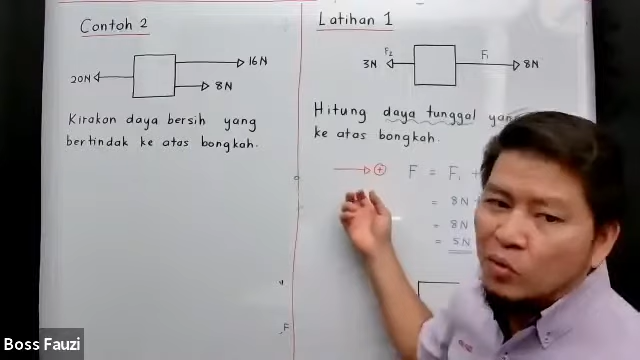 Contoh 2
20N
16N
8N
Kirakan daya bersih yang
bertindak ke atas bongkah.
Latihan 1
F₂
3N
F₁
8N
Hitung daya tunggal
ke atas bongkah.
+
F = F₁ +
= 8N
= 8N
= 5N
Boss Fauzi